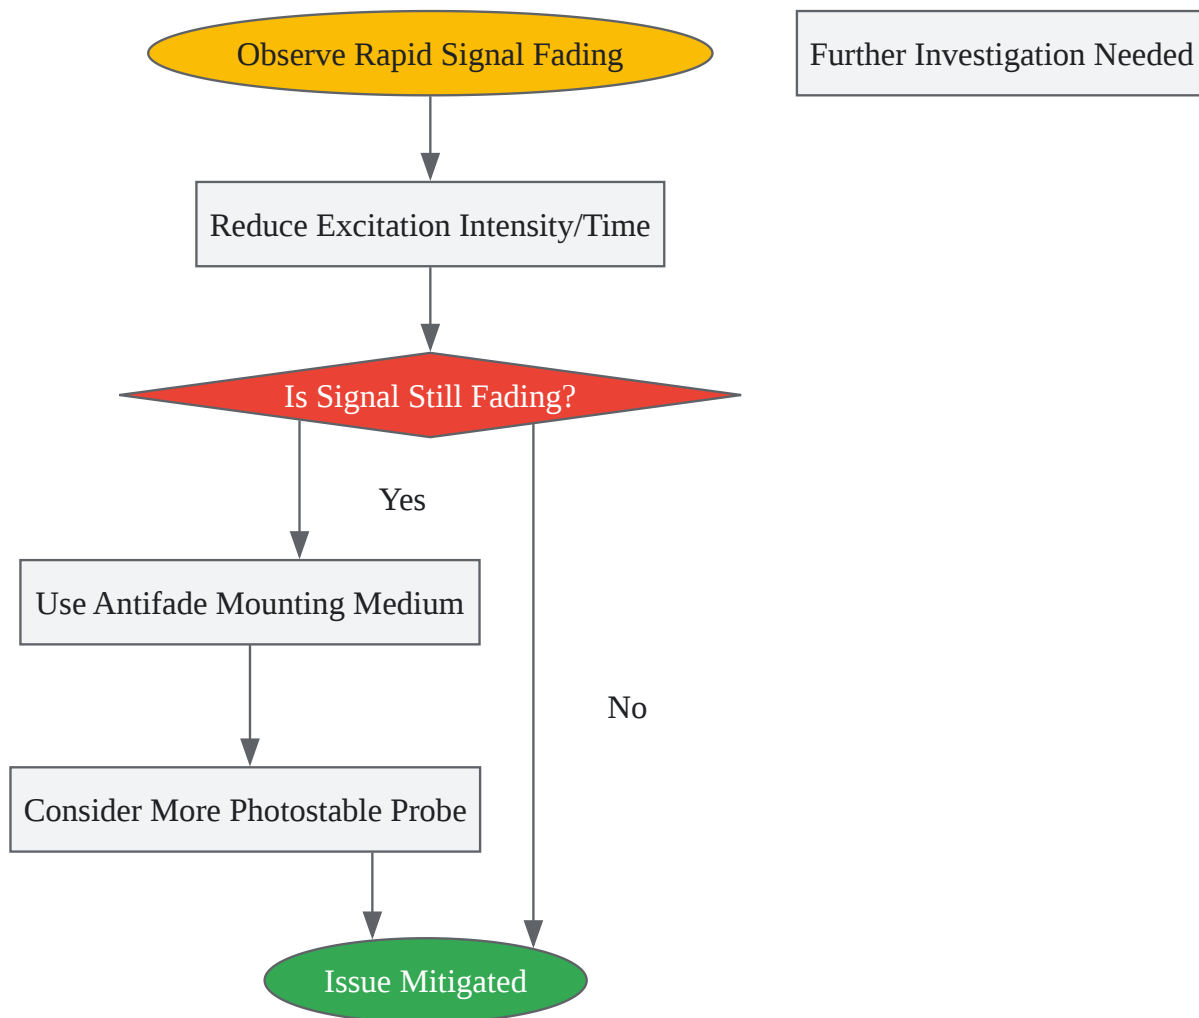 Observe Rapid Signal Fading
Further Investigation Needed
Reduce Excitation Intensity/Time
Is Signal Still Fading?
Yes
Use Antifade Mounting Medium
No
Consider More Photostable Probe
Issue Mitigated